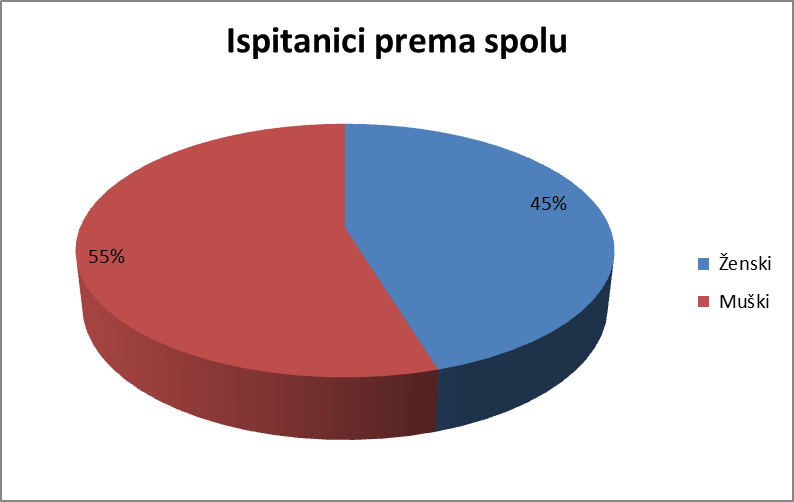 Ispitanici prema spolu
45%
55%
Ženski
Muški